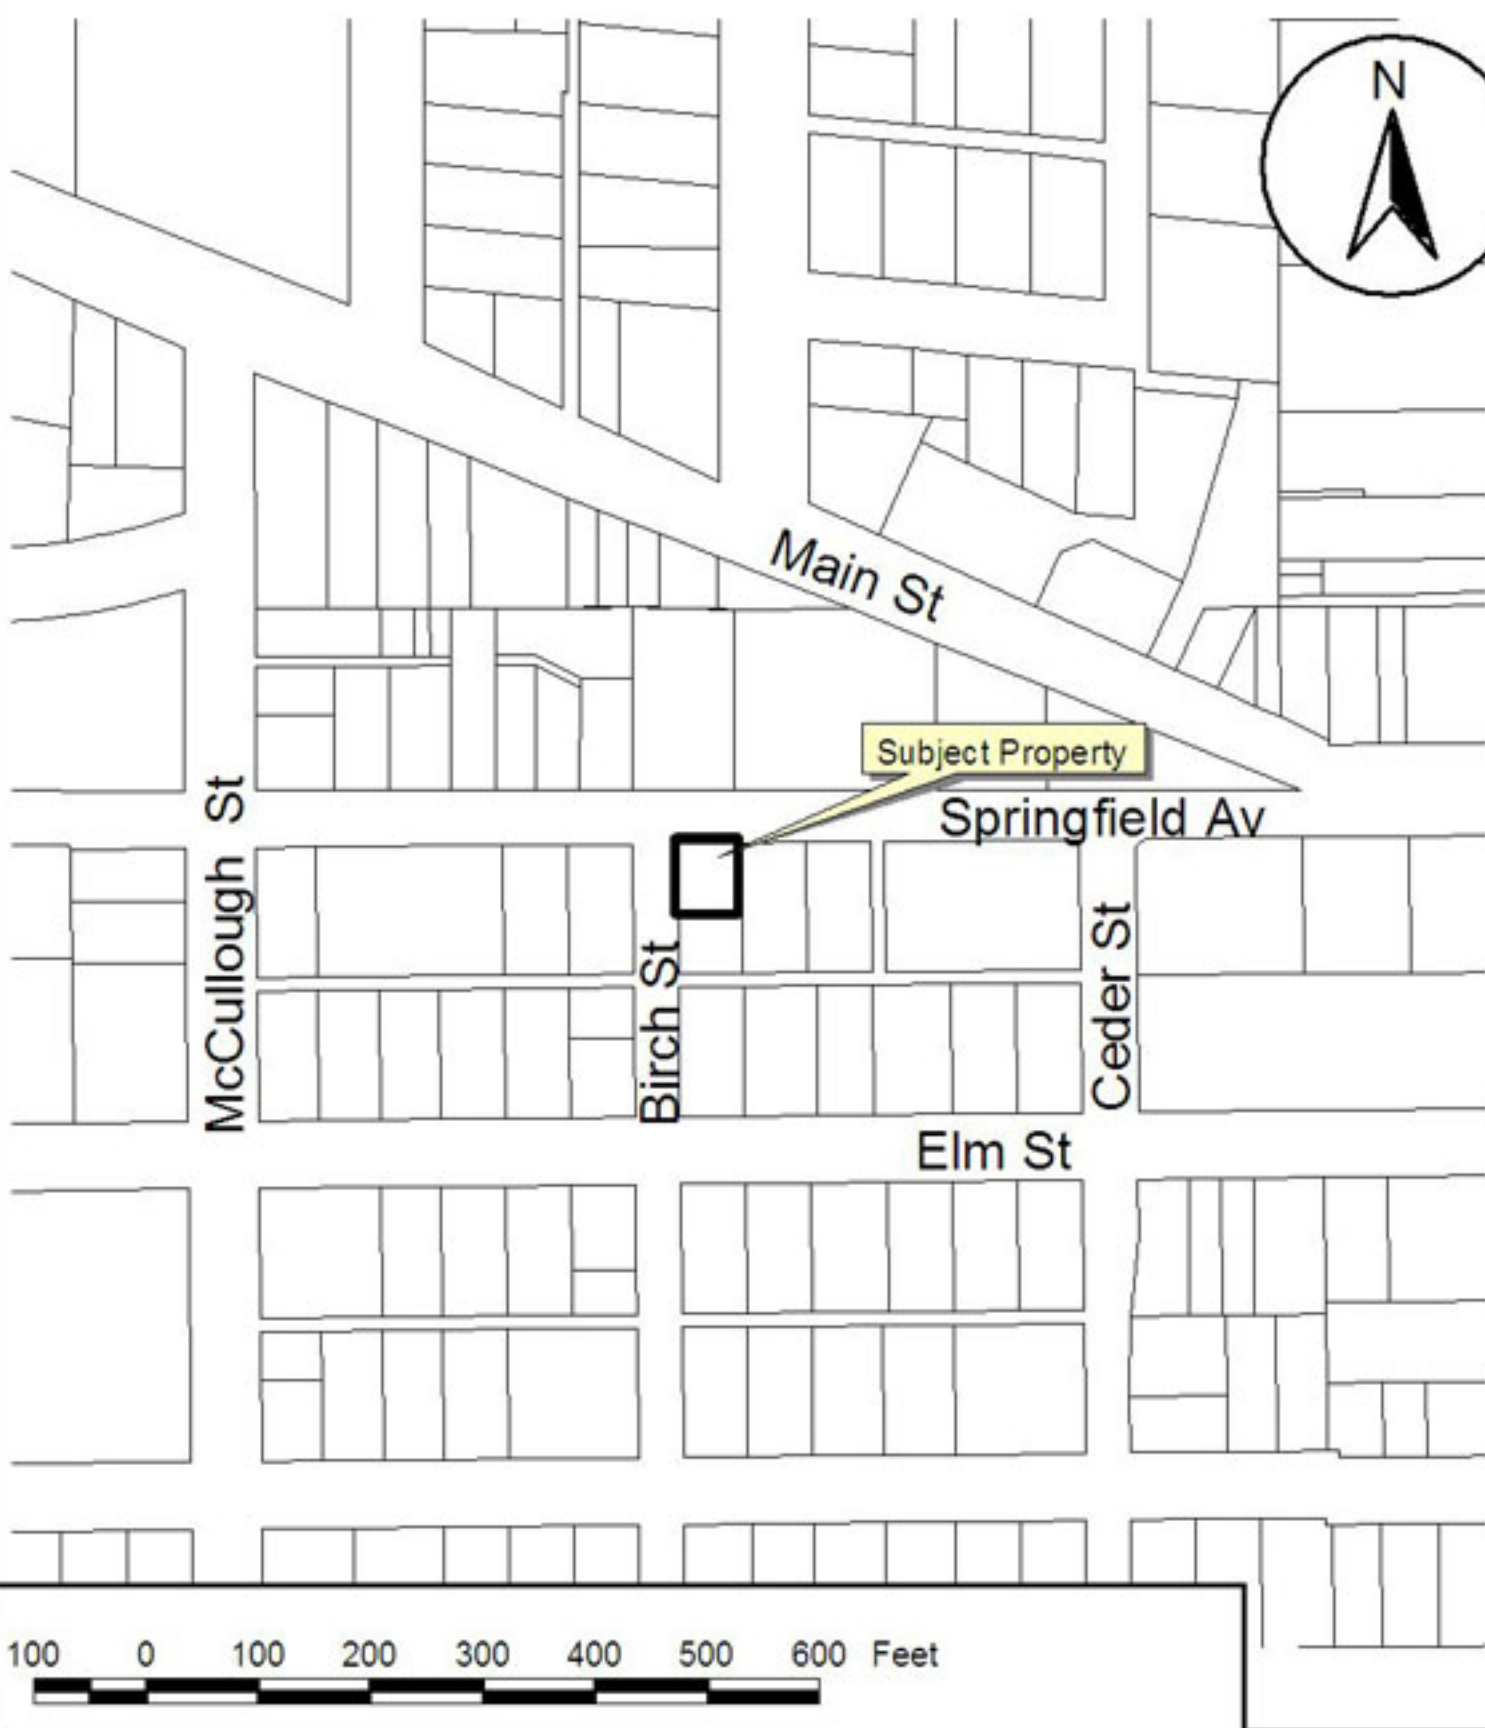 N
Main St
Subject Property
Springfield Av
McCullough St
Birch St
Ceder St
Elm St
100 0 100 200 300 400 500 600 Feet